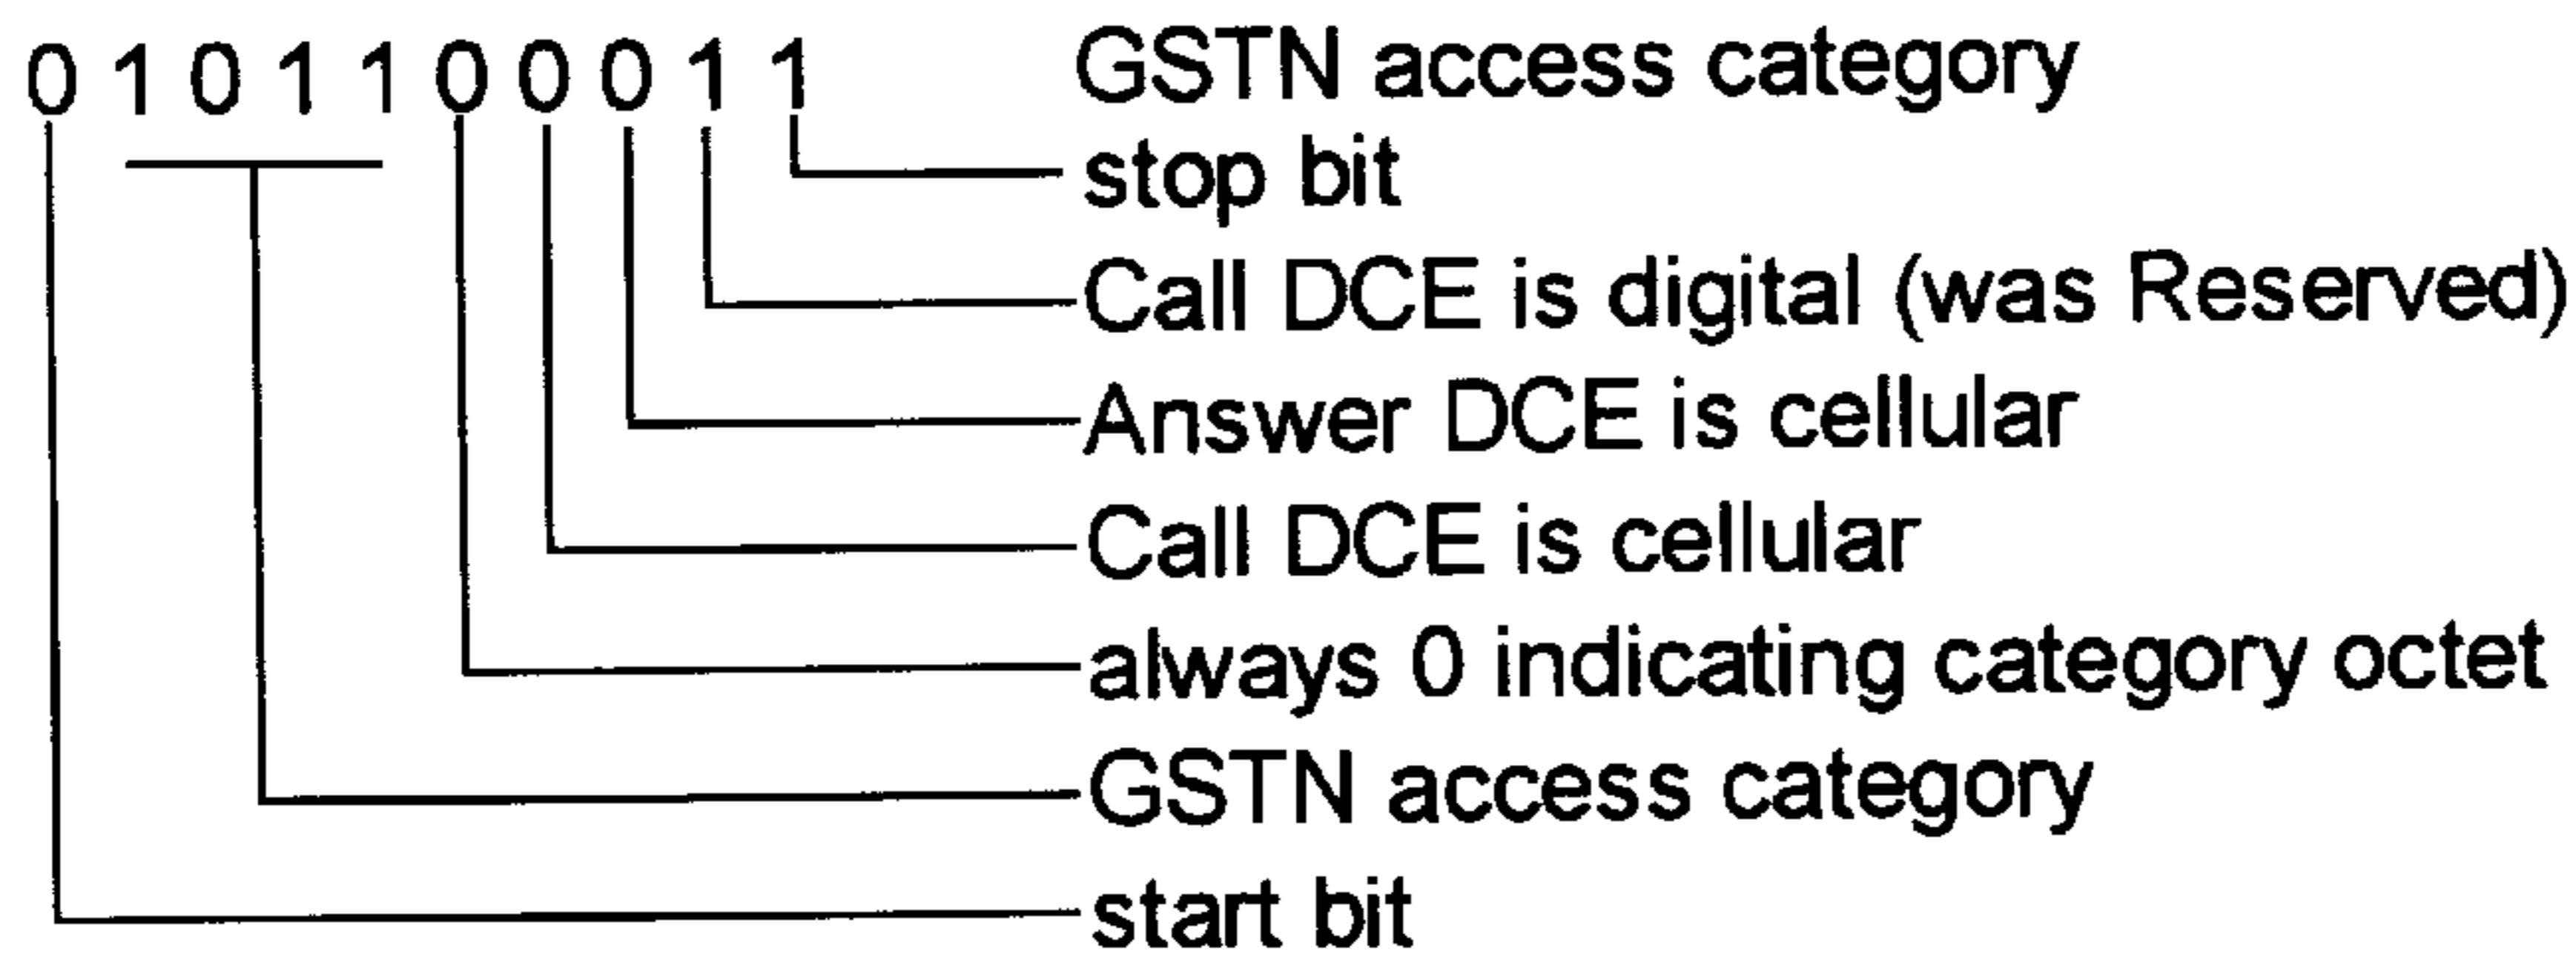 0 1 0 1 1 0 0 0 1 1 GSTN access category
stop bit
Call DCE is digital (was Reserved)
Answer DCE is cellular
Call DCE is cellular
always 0 indicating category octet
GSTN access category
start bit